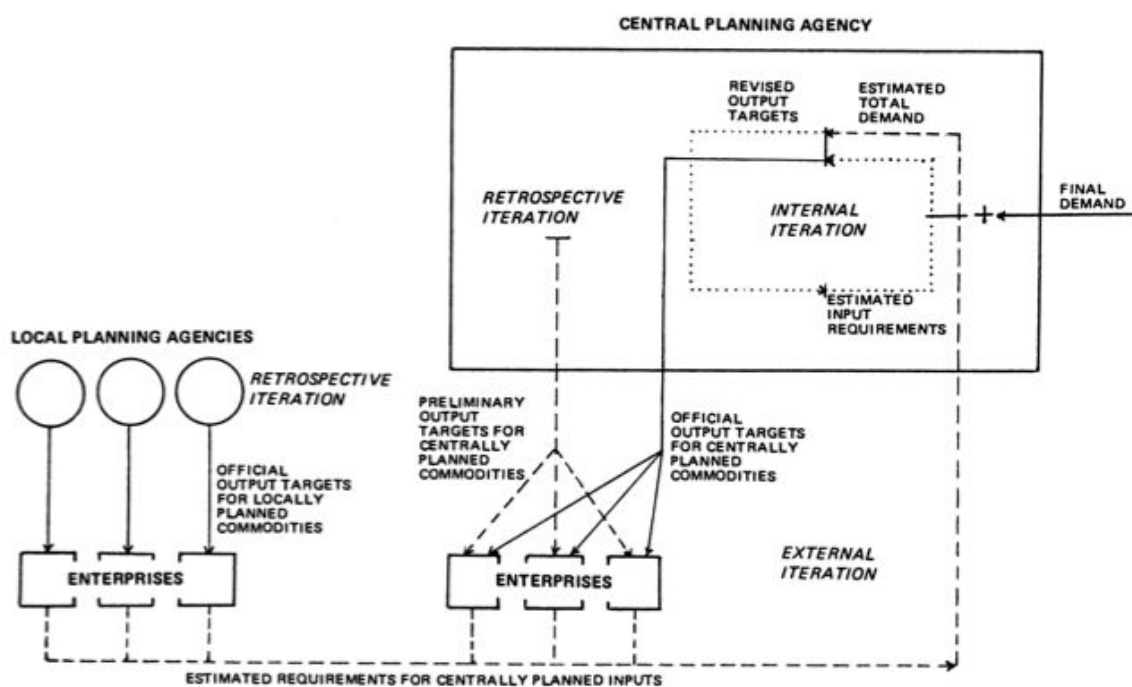 CENTRAL PLANNING AGENCY
REVISED
OUTPUT
TARGETS
ESTIMATED
TOTAL
DEMAND
RETROSPECTIVE
ITERATION
INTERNAL
ITERATION
FINAL
DEMAND
ESTIMATED
INPUT
REQUIREMENTS
LOCAL PLANNING AGENCIES
RETROSPECTIVE
ITERATION
PRELIMINARY
OUTPUT
TARGETS FOR
CENTRALLY
PLANNED
COMMODITIES
OFFICIAL
OUTPUT TARGETS
FOR CENTRALLY
PLANNED
COMMODITIES
OFFICIAL
OUTPUT TARGETS
FOR LOCALLY
PLANNED
COMMODITIES
ENTERPRISES
ENTERPRISES
EXTERNAL
ITERATION
ESTIMATED REQUIREMENTS FOR CENTRALLY PLANNED INPUTS